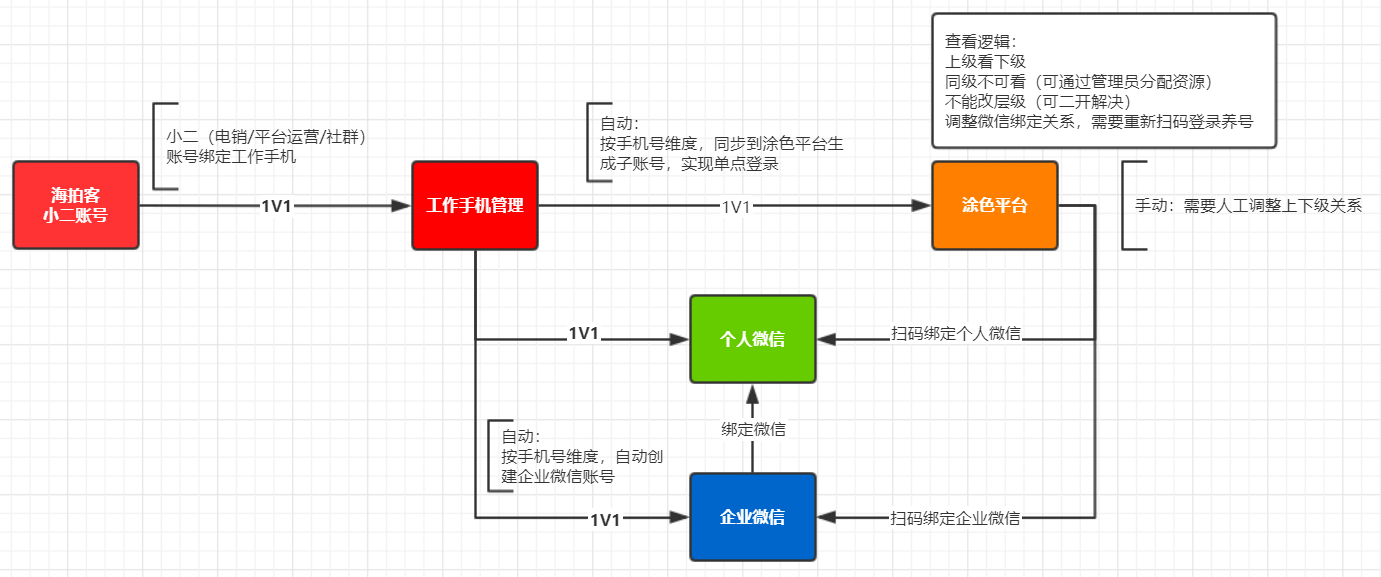 查看逻辑：
上级看下级
同级不可看（可通过管理员分配资源）
不能改层级（可二开解决）
调整微信绑定关系，需要重新扫码登录养号
小二（电销/平台运营/社群）
账号绑定工作手机
自动：
按手机号维度，同步到涂色平台生
成子账号，实现单点登录
海拍客
小二账号
1V1
工作手机管理
1V1
涂色平台
手动：需要人工调整上下级关系
1V1
个人微信
扫码绑定个人微信
绑定微信
自动：
按手机号维度，自动创
建企业微信账号
1V1
企业微信
扫码绑定企业微信